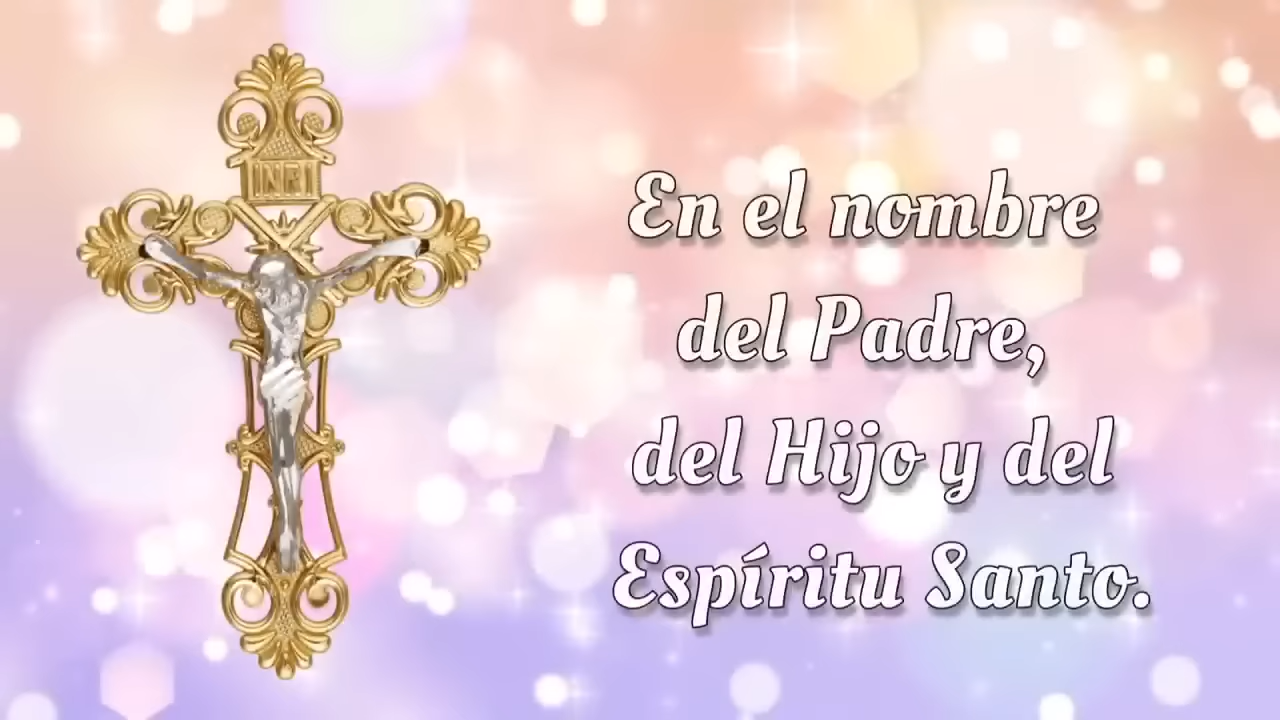 INRI
En el nombre
del Padre,
del Hijo y del
Espíritu Santo.